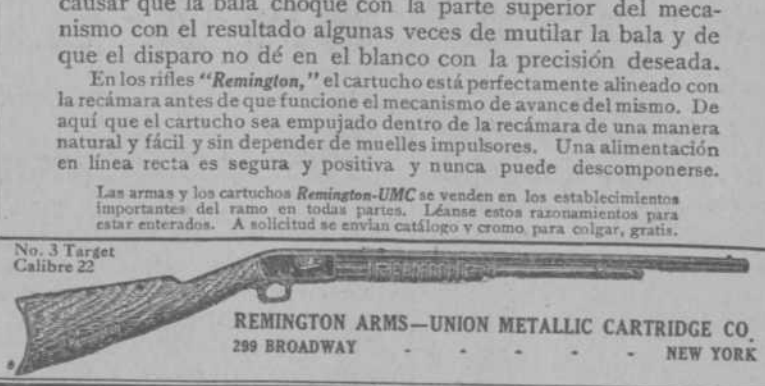 causar que la bala choque con la parte superior del meca-
nismo con el resultado algunas veces de mutilar la bala y de
que el disparo no dé en el blanco con la precisión deseada.
En los rifles "Remington," el cartucho está perfectamente alineado con
la recámara antes de que funcione el mecanismo de avance del mismo. De
aquí que el cartucho sea empujado dentro de la recámara de una manera
natural y fácil y sin depender de muelles impulsores. Una alimentación
en línea recta es segura y positiva y nunca puede descomponerse.
Las armas y los cartuchos Remington-UMC se venden en los establecimientos
importantes del ramo en todas partes. Léanse estos razonamientos para
estar enterados. A solicitud se envian catálogo y cromo para colgar, gratis.
No. 3 Target
Calibre 22
REMINGTON ARMS—UNION METALLIC CARTRIDGE CO.
299 BROADWAY - - - - - NEW YORK